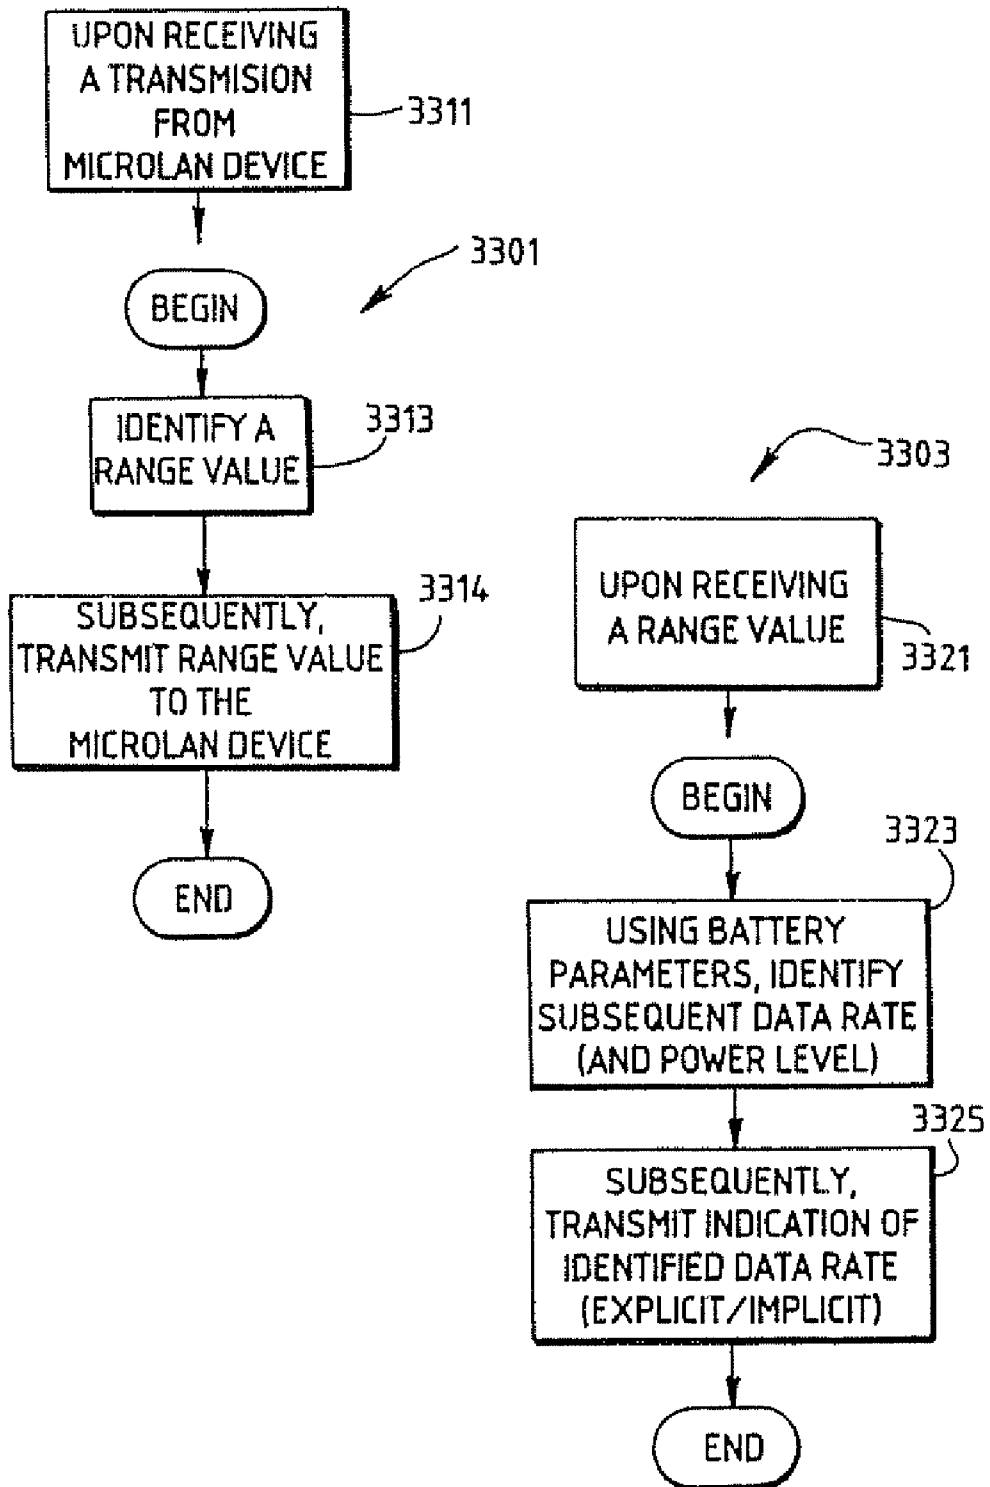 UPON RECEIVING
A TRANSMISION
FROM
MICROLAN DEVICE
3311
3301
BEGIN
IDENTIFY A
RANGE VALUE
3313
SUBSEQUENTLY,
TRANSMIT RANGE VALUE
TO THE
MICROLAN DEVICE
3314
END
3303
UPON RECEIVING
A RANGE VALUE
3321
BEGIN
3323
USING BATTERY
PARAMETERS, IDENTIFY
SUBSEQUENT DATA RATE
(AND POWER LEVEL)
3325
SUBSEQUENTLY,
TRANSMIT INDICATION OF
IDENTIFIED DATA RATE
(EXPLICIT/IMPLICIT)
END